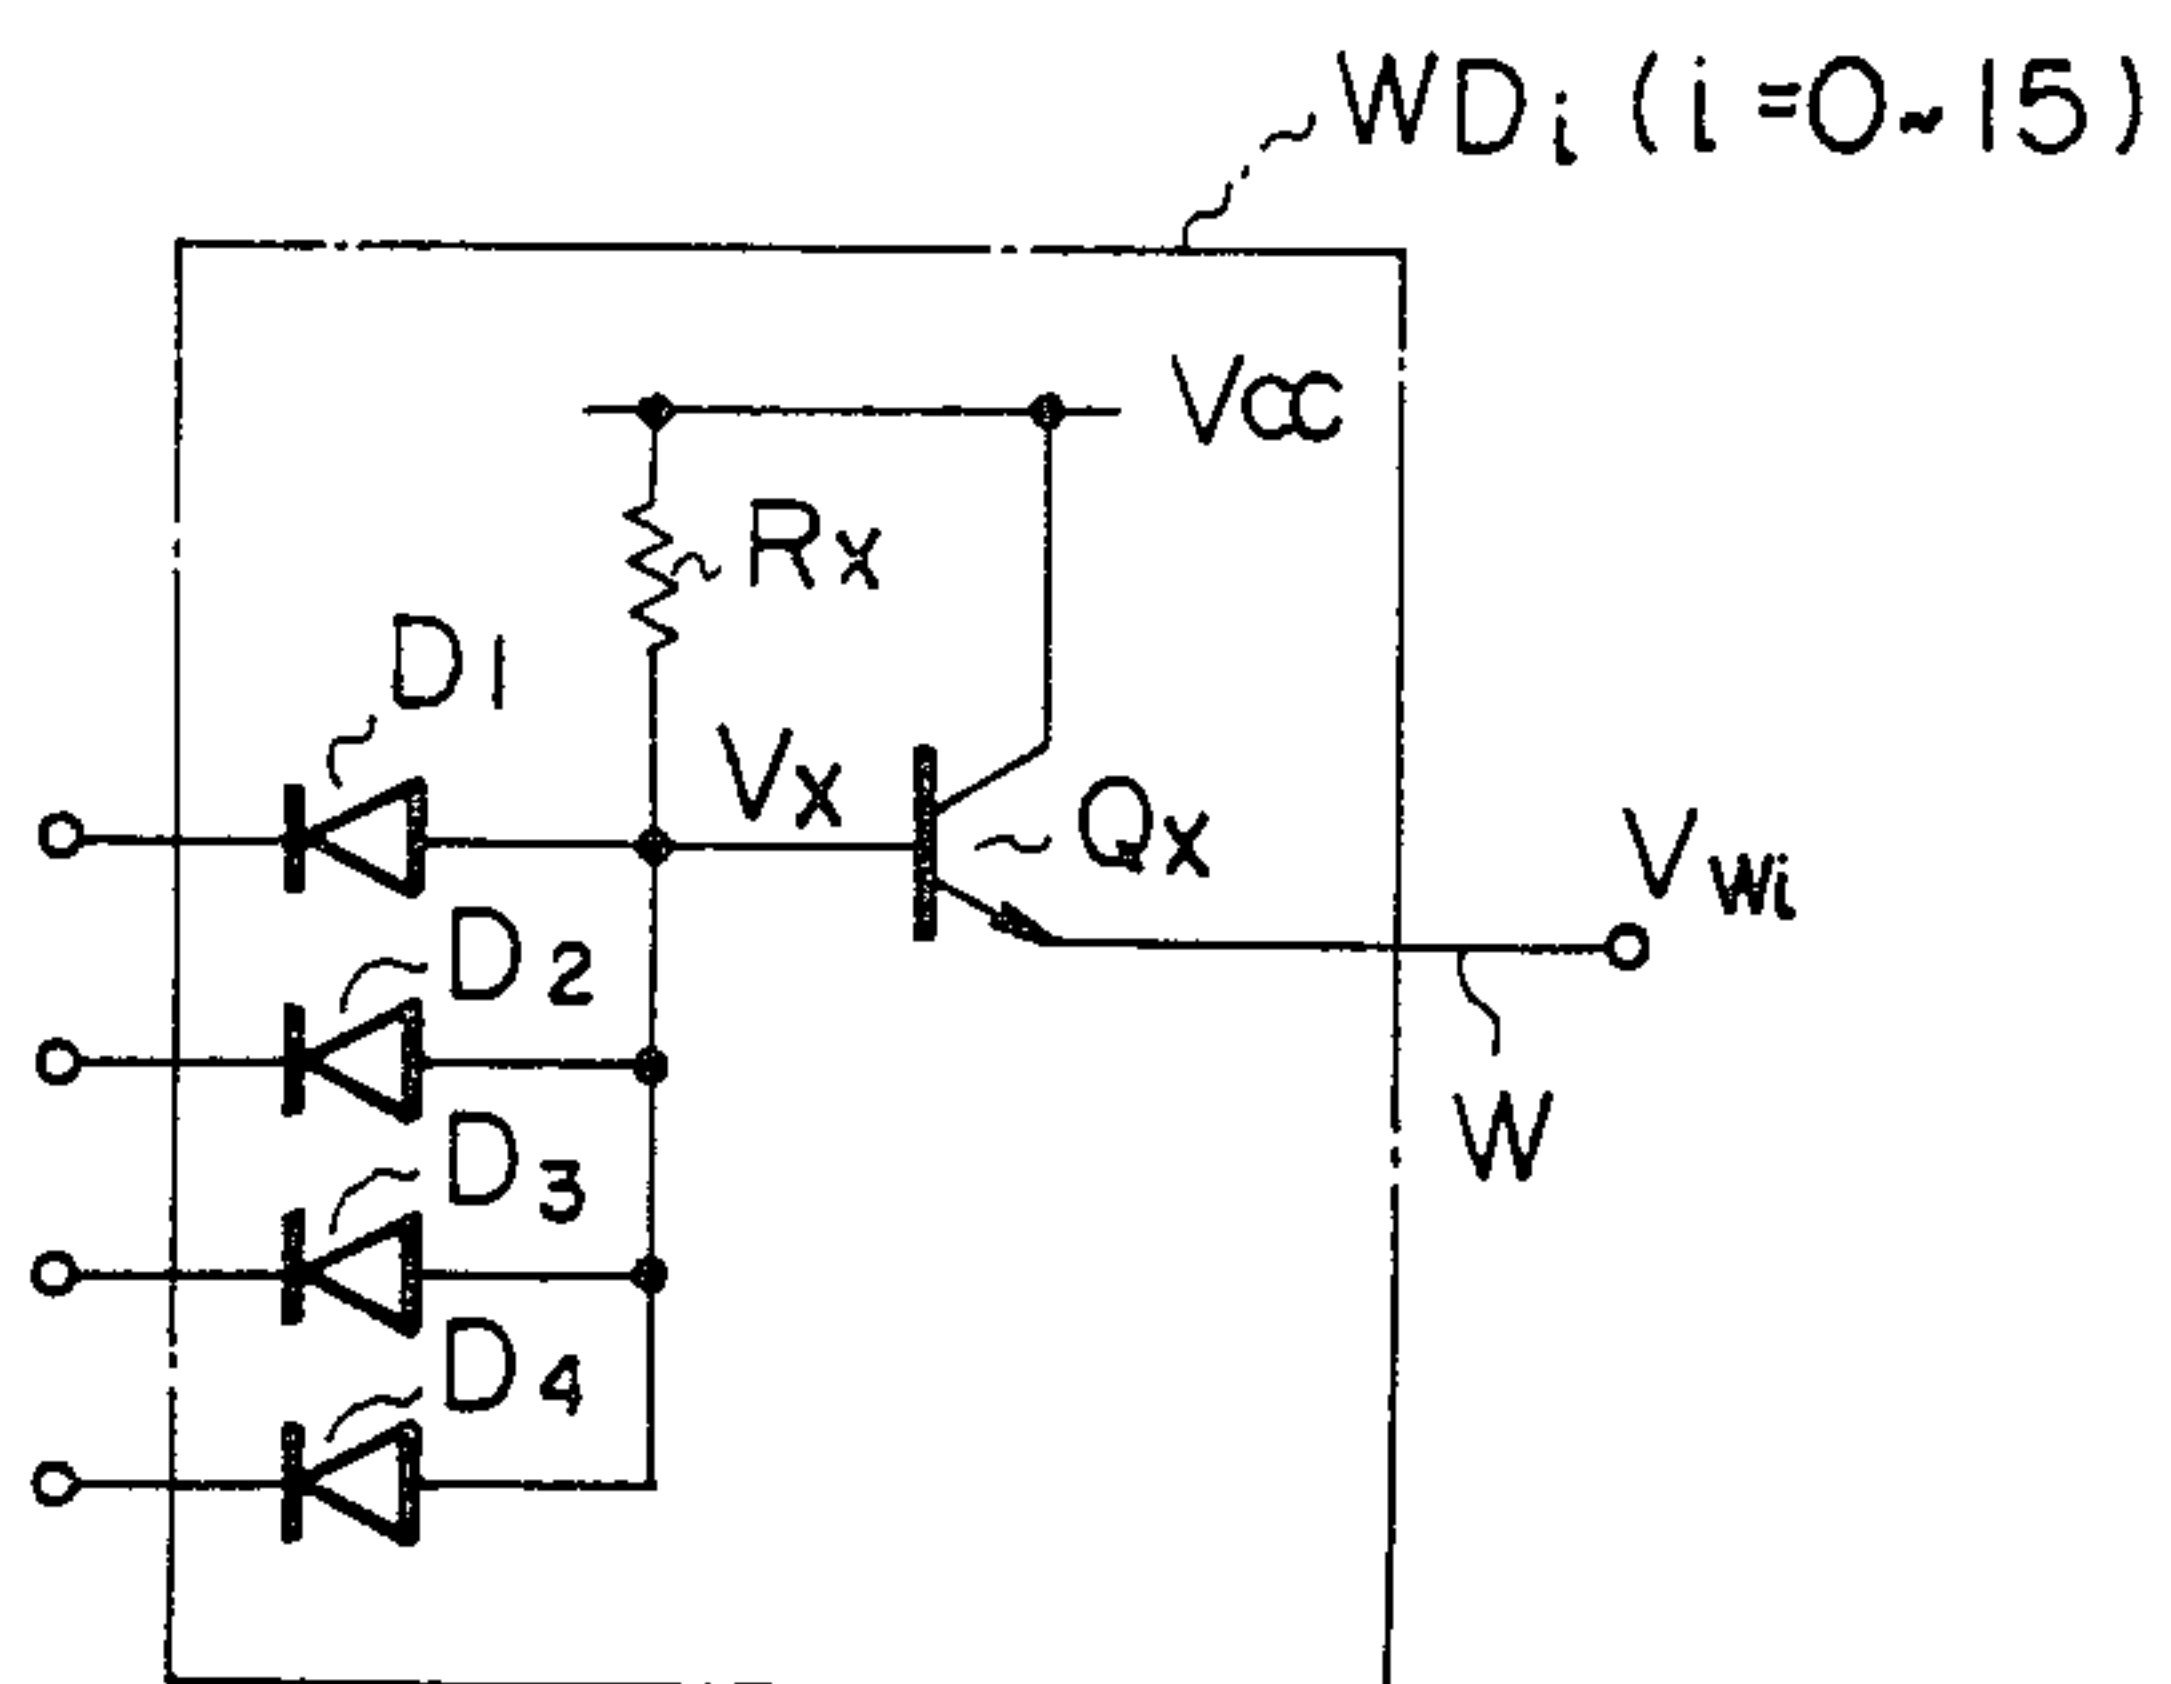 WDi (i=0~15)
VCC
Rx
D1
Vx
Qx
VWi
D2
W
D3
D4